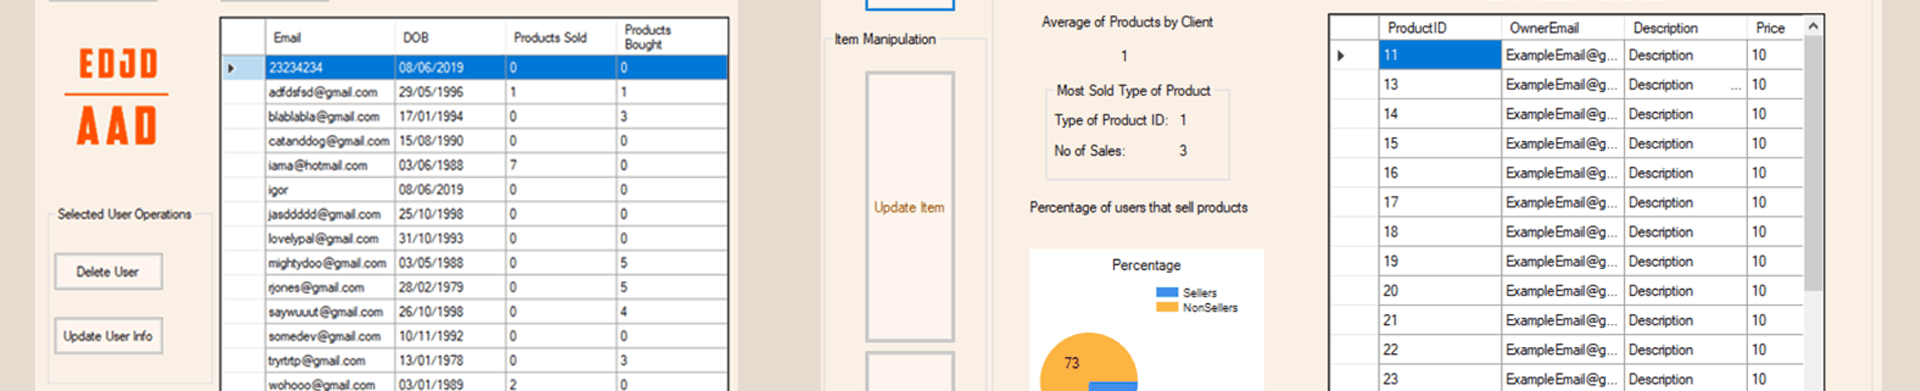 EDJD
AAD
Selected User Operations
Delete User
Update User Info
Email DOB Products Sold Products Bought
23234234 08/06/2019 0 0
adfdsfsd@gmail.com 29/05/1996 1 1
blablabla@gmail.com 17/01/1994 0 3
catanddog@gmail.com 15/08/1990 0 0
iama@hotmail.com 03/06/1988 7 0
igor 08/06/2019 0 0
jasddddd@gmail.com 25/10/1998 0 0
lovelypal@gmail.com 31/10/1993 0 0
mightydoo@gmail.com 03/05/1988 0 5
rjones@gmail.com 28/02/1979 0 5
saywuuut@gmail.com 26/10/1998 0 4
somedev@gmail.com 10/11/1992 0 0
tryrtrtp@gmail.com 13/01/1978 0 3
wohooo@gmail.com 03/01/1989 2 0
Item Manipulation
Update Item
Average of Products by Client
1
Most Sold Type of Product
Type of Product ID: 1
No of Sales: 3
Percentage of users that sell products
Percentage
Sellers
NonSellers
73
ProductID OwnerEmail Description Price
11 ExampleEmail@g... Description 10
13 ExampleEmail@g... Description ... 10
14 ExampleEmail@g... Description 10
15 ExampleEmail@g... Description 10
16 ExampleEmail@g... Description 10
17 ExampleEmail@g... Description 10
18 ExampleEmail@g... Description 10
19 ExampleEmail@g... Description 10
20 ExampleEmail@g... Description 10
21 ExampleEmail@g... Description 10
22 ExampleEmail@g... Description 10
23 ExampleEmail@g... Description 10